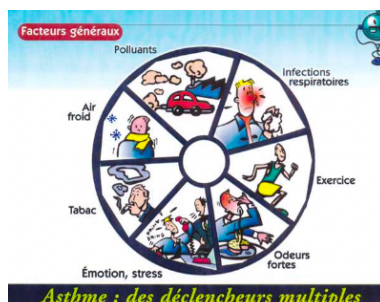 Facteurs généraux
Polluants
Infections
respiratoires
Air
froid
Exercice
Tabac
Odeurs
fortes
Émotion, stress
Asthme : des déclencheurs multiples